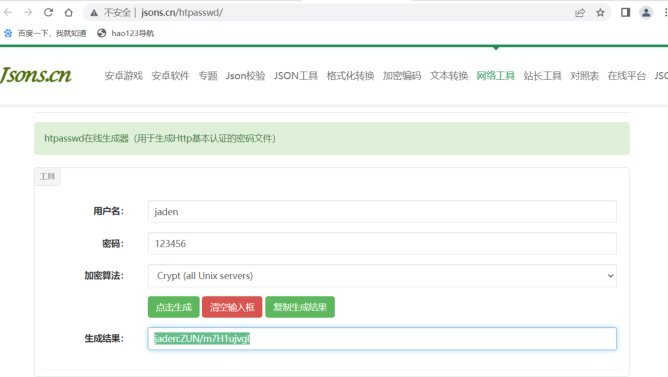 不安全 | jsons.cn/htpasswd/
百度一下，我就知道 hao123导航
Jsons.cn 安卓游戏 安卓软件 专题 Json校验 JSON工具 格式化转换 加密编码 文本转换 网络工具 站长工具 对照表 在线平台
htpasswd在线生成器（用于生成Http基本认证的密码文件）
工具
用户名： jaden
密码： 123456
加密算法： Crypt (all Unix servers)
点击生成 清空输入框 复制生成结果
生成结果： jaden:ZUN/m7H1ujvgI